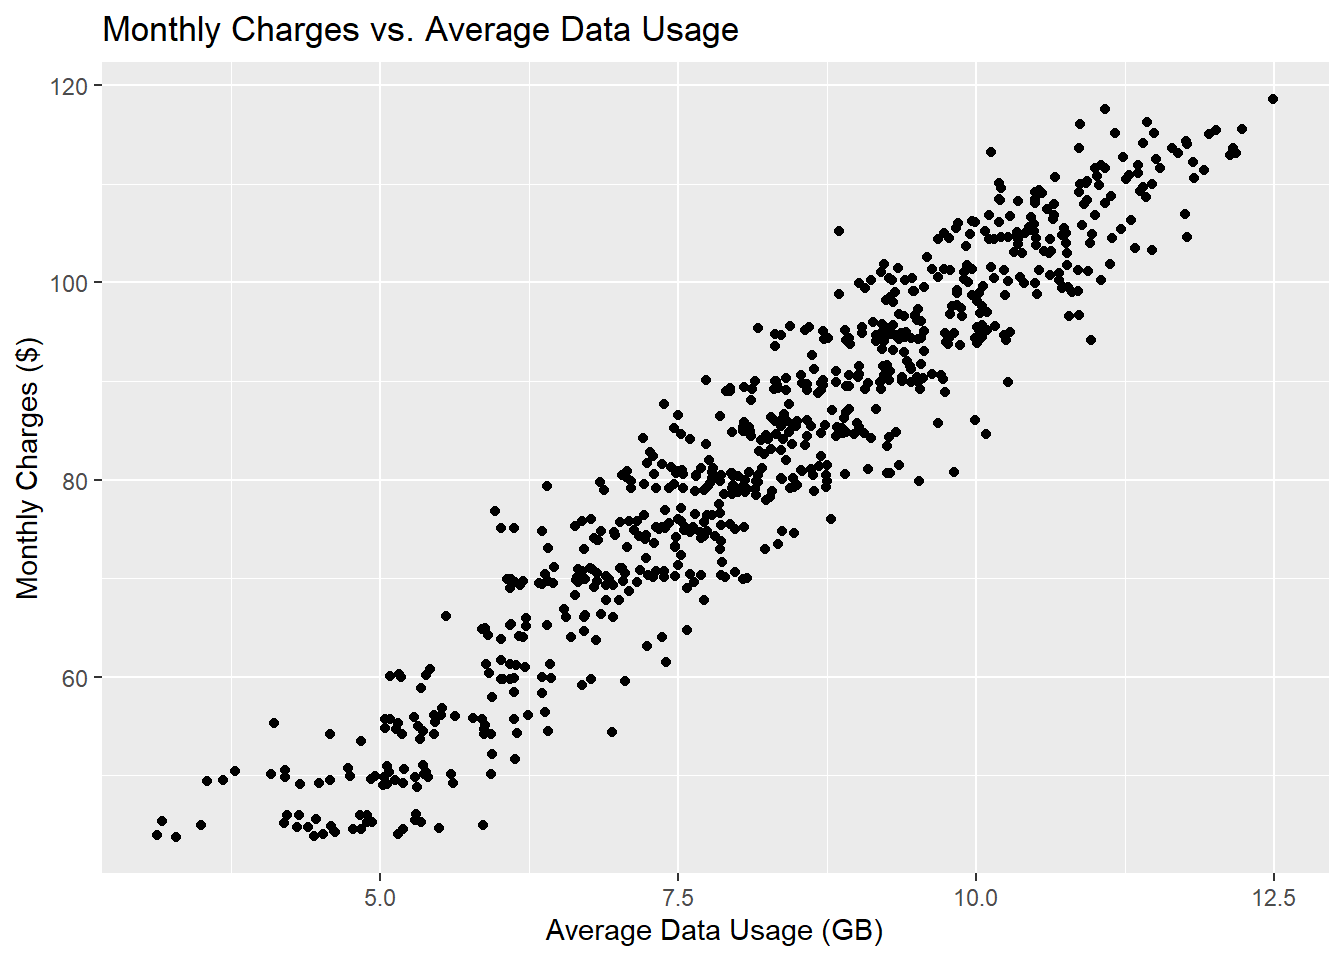 Monthly Charges vs. Average Data Usage
120
100
80
60
Monthly Charges ($)
5.0 7.5 10.0 12.5
Average Data Usage (GB)